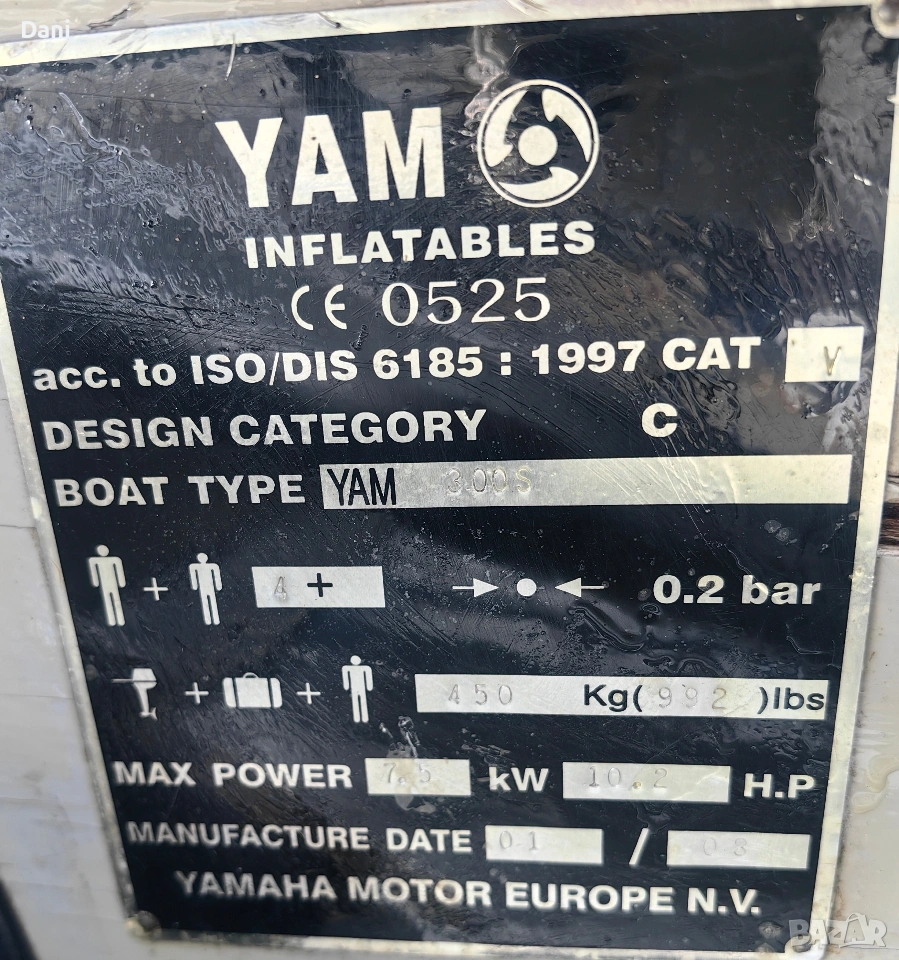 Dani
YAM
INFLATABLES
CE 0525
acc. to ISO/DIS 6185 : 1997 CAT V
DESIGN CATEGORY C
BOAT TYPE YAM 300S
+ 4 + 0.2 bar
+ + 450 Kg(992)lbs
MAX POWER 7.5 kW 10.2 H.P
MANUFACTURE DATE 01 / 03
YAMAHA MOTOR EUROPE N.V.
BAZAR